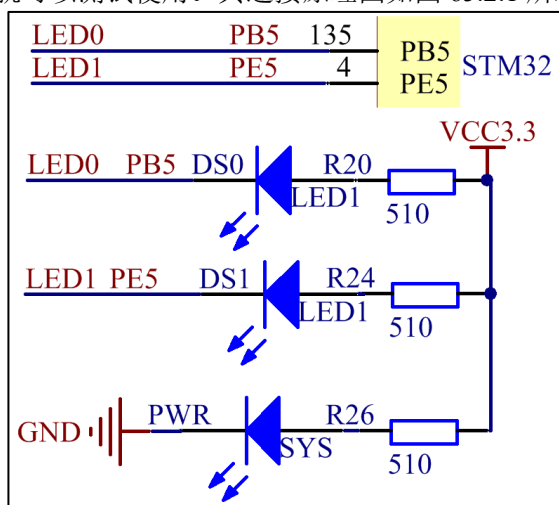 LED0 PB5 135 PB5
LED1 PE5 4 PE5
STM32
VCC3.3
LED0 PB5 DS0 R20
LED1
510
LED1 PE5 DS1 R24
LED1
510
GND PWR R26
SYS
510